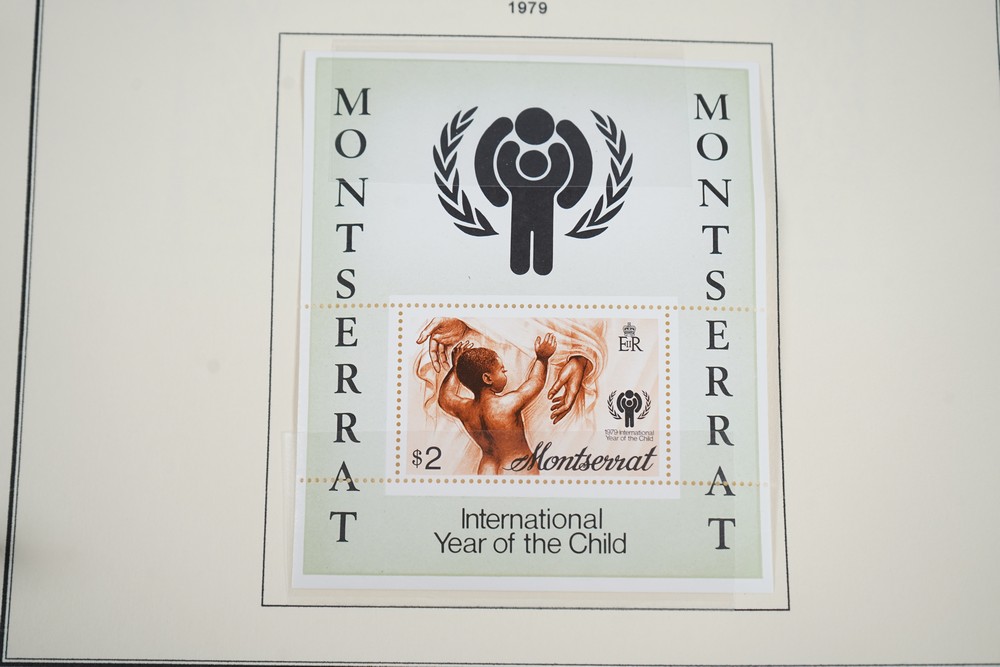 1979
MONTSERRAT
MONTSERRAT
EIIR
1979 International
Year of the Child
$2
Montserrat
International
Year of the Child